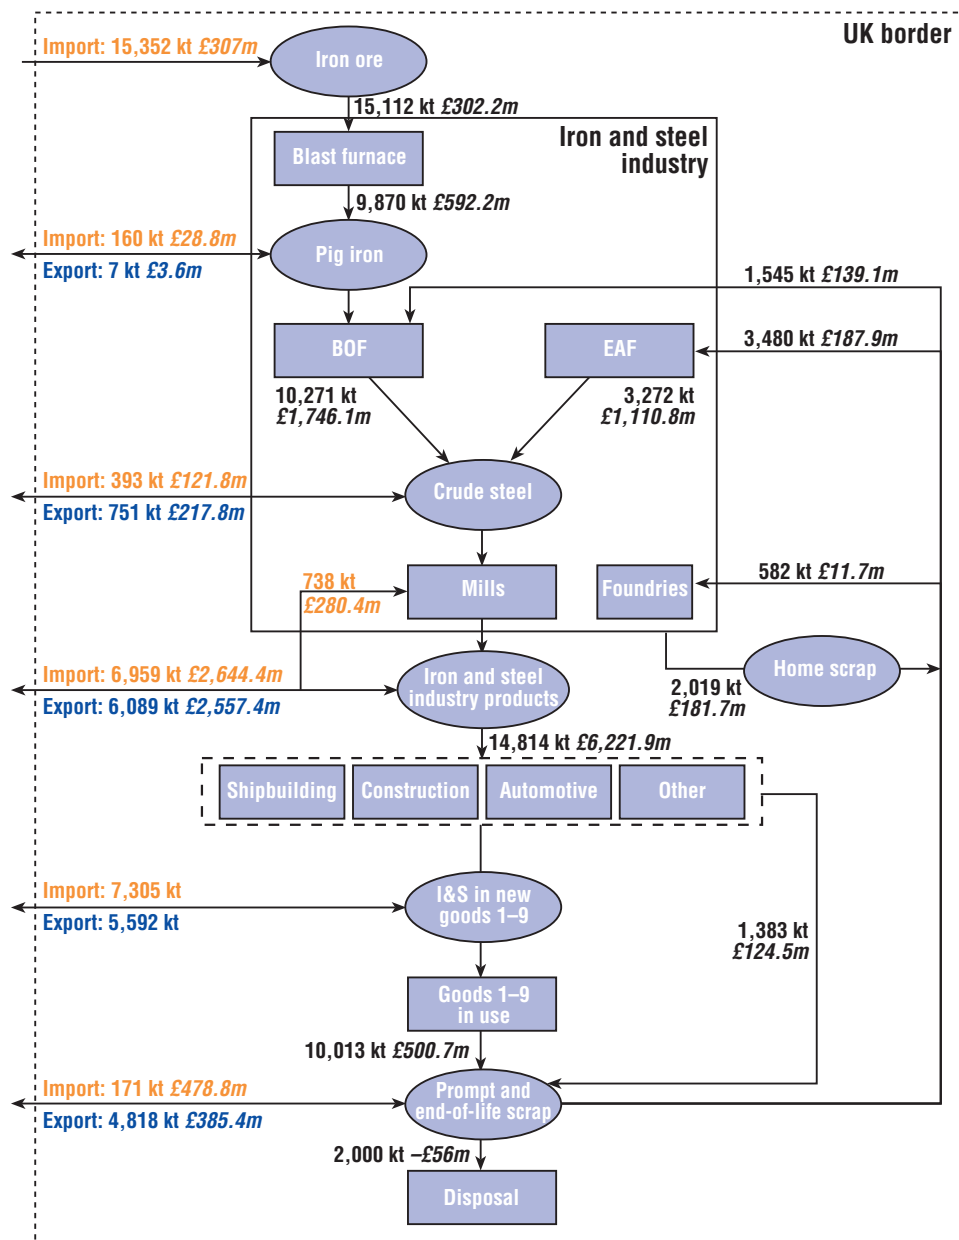 UK border
Import: 15,352 kt £307m
Iron ore
15,112 kt £302.2m
Iron and steel
industry
Blast furnace
9,870 kt £592.2m
Import: 160 kt £28.8m
Export: 7 kt £3.6m
Pig iron
1,545 kt £139.1m
BOF
EAF
3,480 kt £187.9m
10,271 kt
£1,746.1m
3,272 kt
£1,110.8m
Import: 393 kt £121.8m
Export: 751 kt £217.8m
Crude steel
738 kt
£280.4m
Mills
Foundries
582 kt £11.7m
Import: 6,959 kt £2,644.4m
Export: 6,089 kt £2,557.4m
Iron and steel
industry products
Home scrap
2,019 kt
£181.7m
14,814 kt £6,221.9m
Shipbuilding
Construction
Automotive
Other
Import: 7,305 kt
Export: 5,592 kt
I&S in new
goods 1–9
1,383 kt
£124.5m
Goods 1–9
in use
10,013 kt £500.7m
Import: 171 kt £478.8m
Export: 4,818 kt £385.4m
Prompt and
end-of-life scrap
2,000 kt –£56m
Disposal